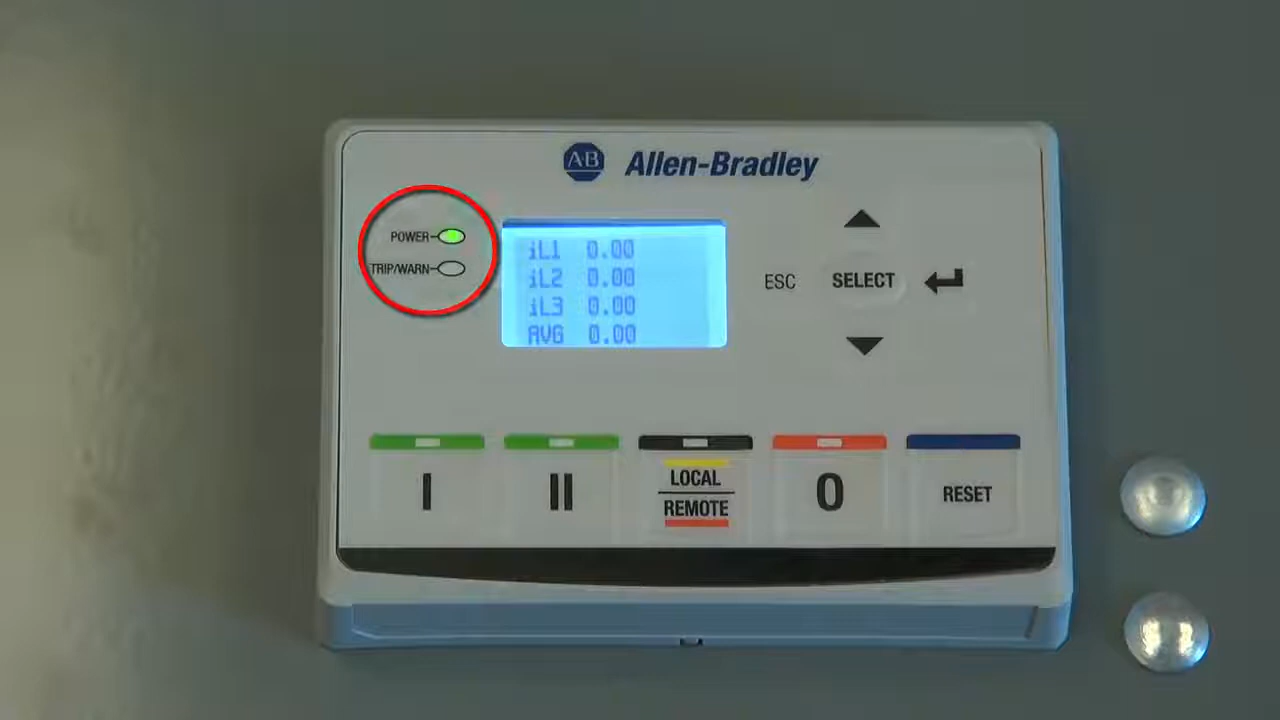 AB Allen-Bradley
POWER
TRIP/WARN
iL1 0.00
iL2 0.00
iL3 0.00
AVG 0.00
ESC
SELECT
I
II
LOCAL
REMOTE
O
RESET